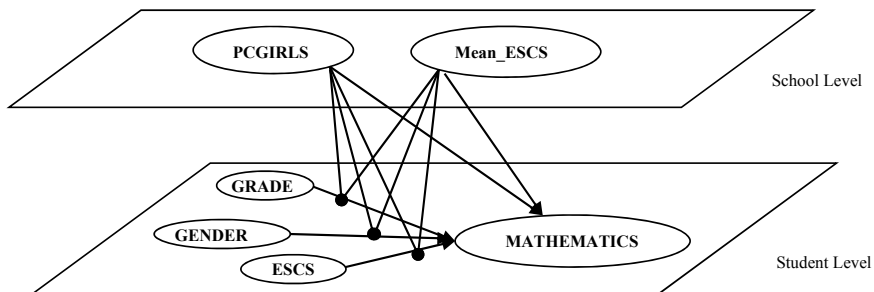 PCGIRLS
Mean_ESCS
School Level
GRADE
GENDER
MATHEMATICS
ESCS
Student Level